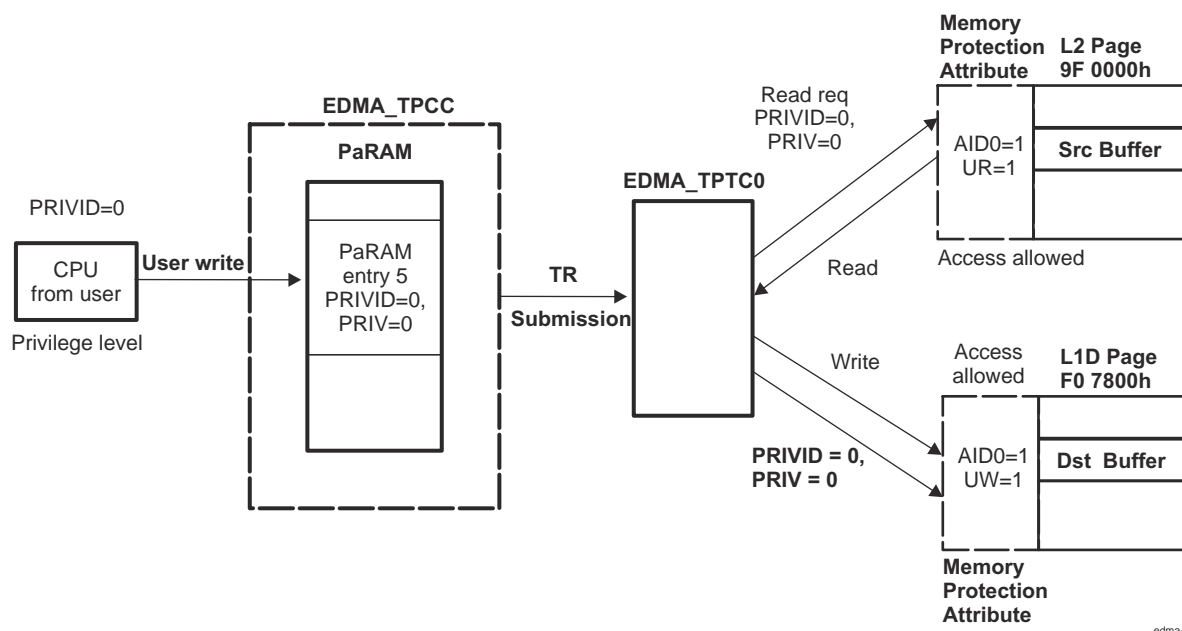 Memory
Protection
Attribute
L2 Page
9F 0000h
EDMA_TPCC
PaRAM
Read req
PRIVID=0,
PRIV=0
AID0=1
UR=1
Src Buffer
EDMA_TPTC0
PRIVID=0
CPU
from user
Privilege level
User write
PaRAM
entry 5
PRIVID=0,
PRIV=0
TR
Submission
Read
Access allowed
Write
Access
allowed
L1D Page
F0 7800h
PRIVID = 0,
PRIV = 0
AID0=1
UW=1
Dst Buffer
Memory
Protection
Attribute
edma-